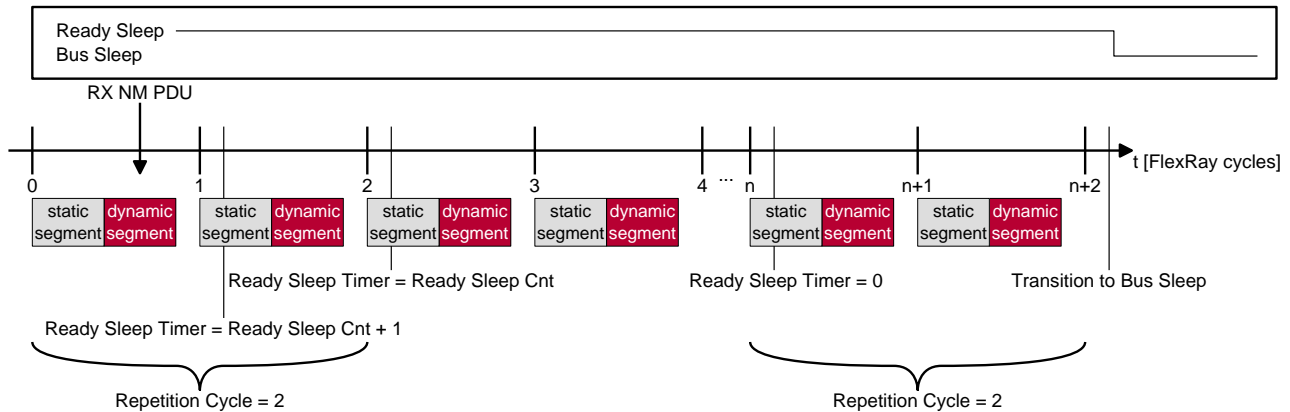 Ready Sleep
Bus Sleep
RX NM PDU
t [FlexRay cycles]
0 1 2 3 4 ... n n+1 n+2
static dynamic static dynamic static dynamic static dynamic static dynamic static dynamic
segment segment segment segment segment segment segment segment segment segment segment segment
Ready Sleep Timer = Ready Sleep Cnt Ready Sleep Timer = 0 Transition to Bus Sleep
Ready Sleep Timer = Ready Sleep Cnt + 1
Repetition Cycle = 2 Repetition Cycle = 2